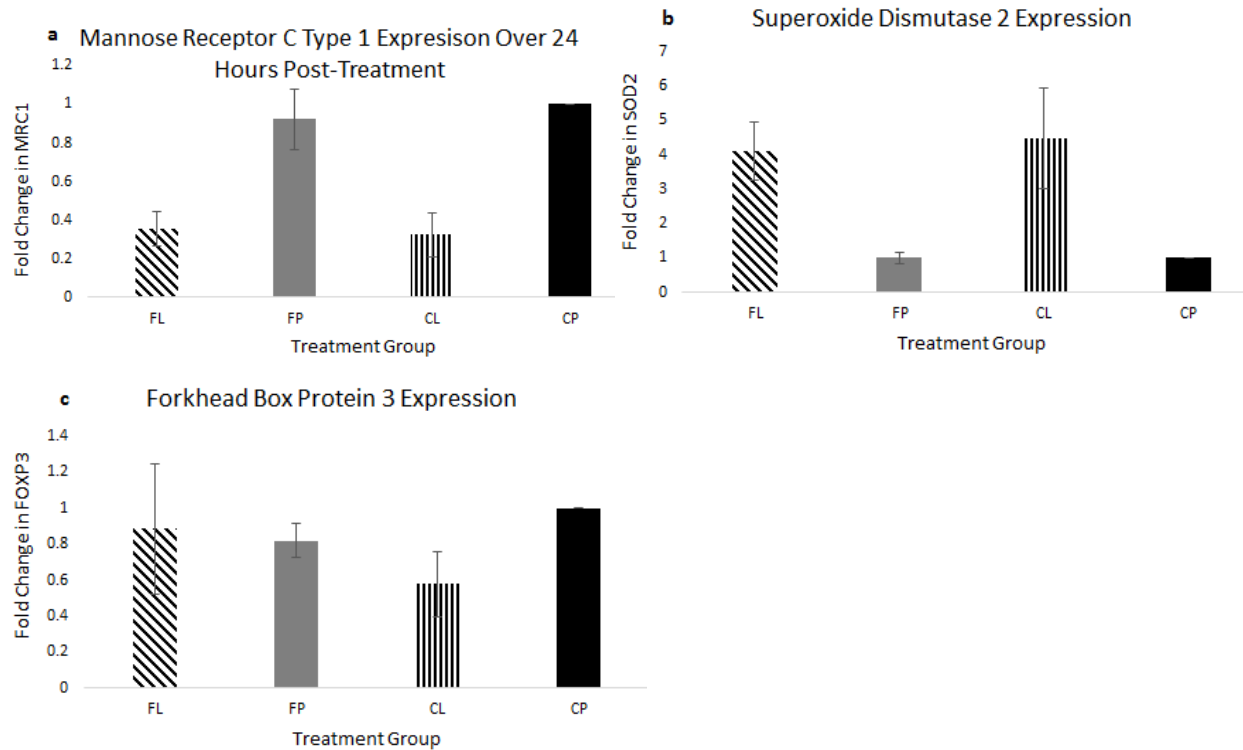 a Mannose Receptor C Type 1 Expresison Over 24
Hours Post-Treatment
1.2
1
0.8
0.6
0.4
0.2
0
Fold Change in MRC1
FL FP CL CP
Treatment Group
b Superoxide Dismutase 2 Expression
7
6
5
4
3
2
1
0
Fold Change in SOD2
FL FP CL CP
Treatment Group
c Forkhead Box Protein 3 Expression
1.4
1.2
1
0.8
0.6
0.4
0.2
0
Fold Change in FOXP3
FL FP CL CP
Treatment Group